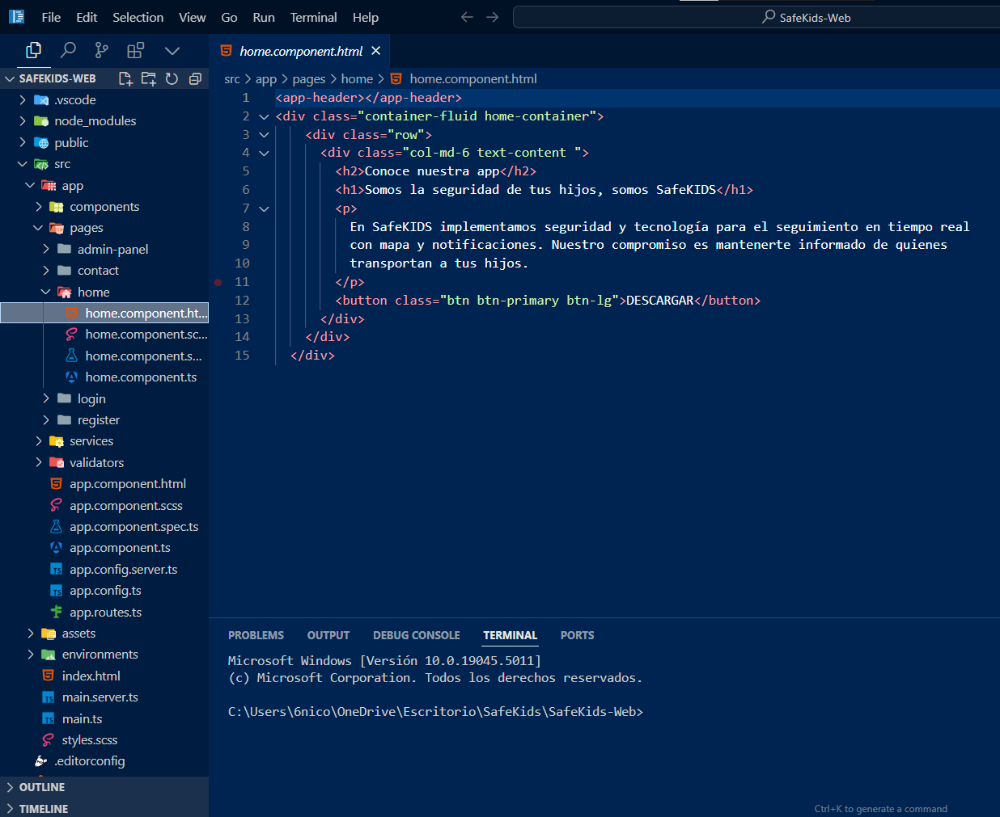 File Edit Selection View Go Run Terminal Help
SafeKids-Web
home.component.html
SAFEKIDS-WEB
.vscode
node_modules
public
src
app
components
pages
admin-panel
contact
home
home.component.ht...
home.component.sc...
home.component.s...
home.component.ts
login
register
services
validators
app.component.html
app.component.scss
app.component.spec.ts
app.component.ts
TS app.config.server.ts
TS app.config.ts
app.routes.ts
assets
environments
index.html
TS main.server.ts
TS main.ts
styles.scss
.editorconfig
OUTLINE
TIMELINE
src > app > pages > home > home.component.html
1 <app-header></app-header>
2 <div class="container-fluid home-container">
3 <div class="row">
4 <div class="col-md-6 text-content ">
5 <h2>Conoce nuestra app</h2>
6 <h1>Somos la seguridad de tus hijos, somos SafeKIDS</h1>
7 <p>
8 En SafeKIDS implementamos seguridad y tecnología para el seguimiento en tiempo real
9 con mapa y notificaciones. Nuestro compromiso es mantenerte informado de quienes
10 transportan a tus hijos.
11 </p>
12 <button class="btn btn-primary btn-lg">DESCARGAR</button>
13 </div>
14 </div>
15 </div>
PROBLEMS OUTPUT DEBUG CONSOLE TERMINAL PORTS
Microsoft Windows [Versión 10.0.19045.5011]
(c) Microsoft Corporation. Todos los derechos reservados.
C:\Users\6nico\OneDrive\Escritorio\SafeKids\SafeKids-Web>
Ctrl+K to generate a command